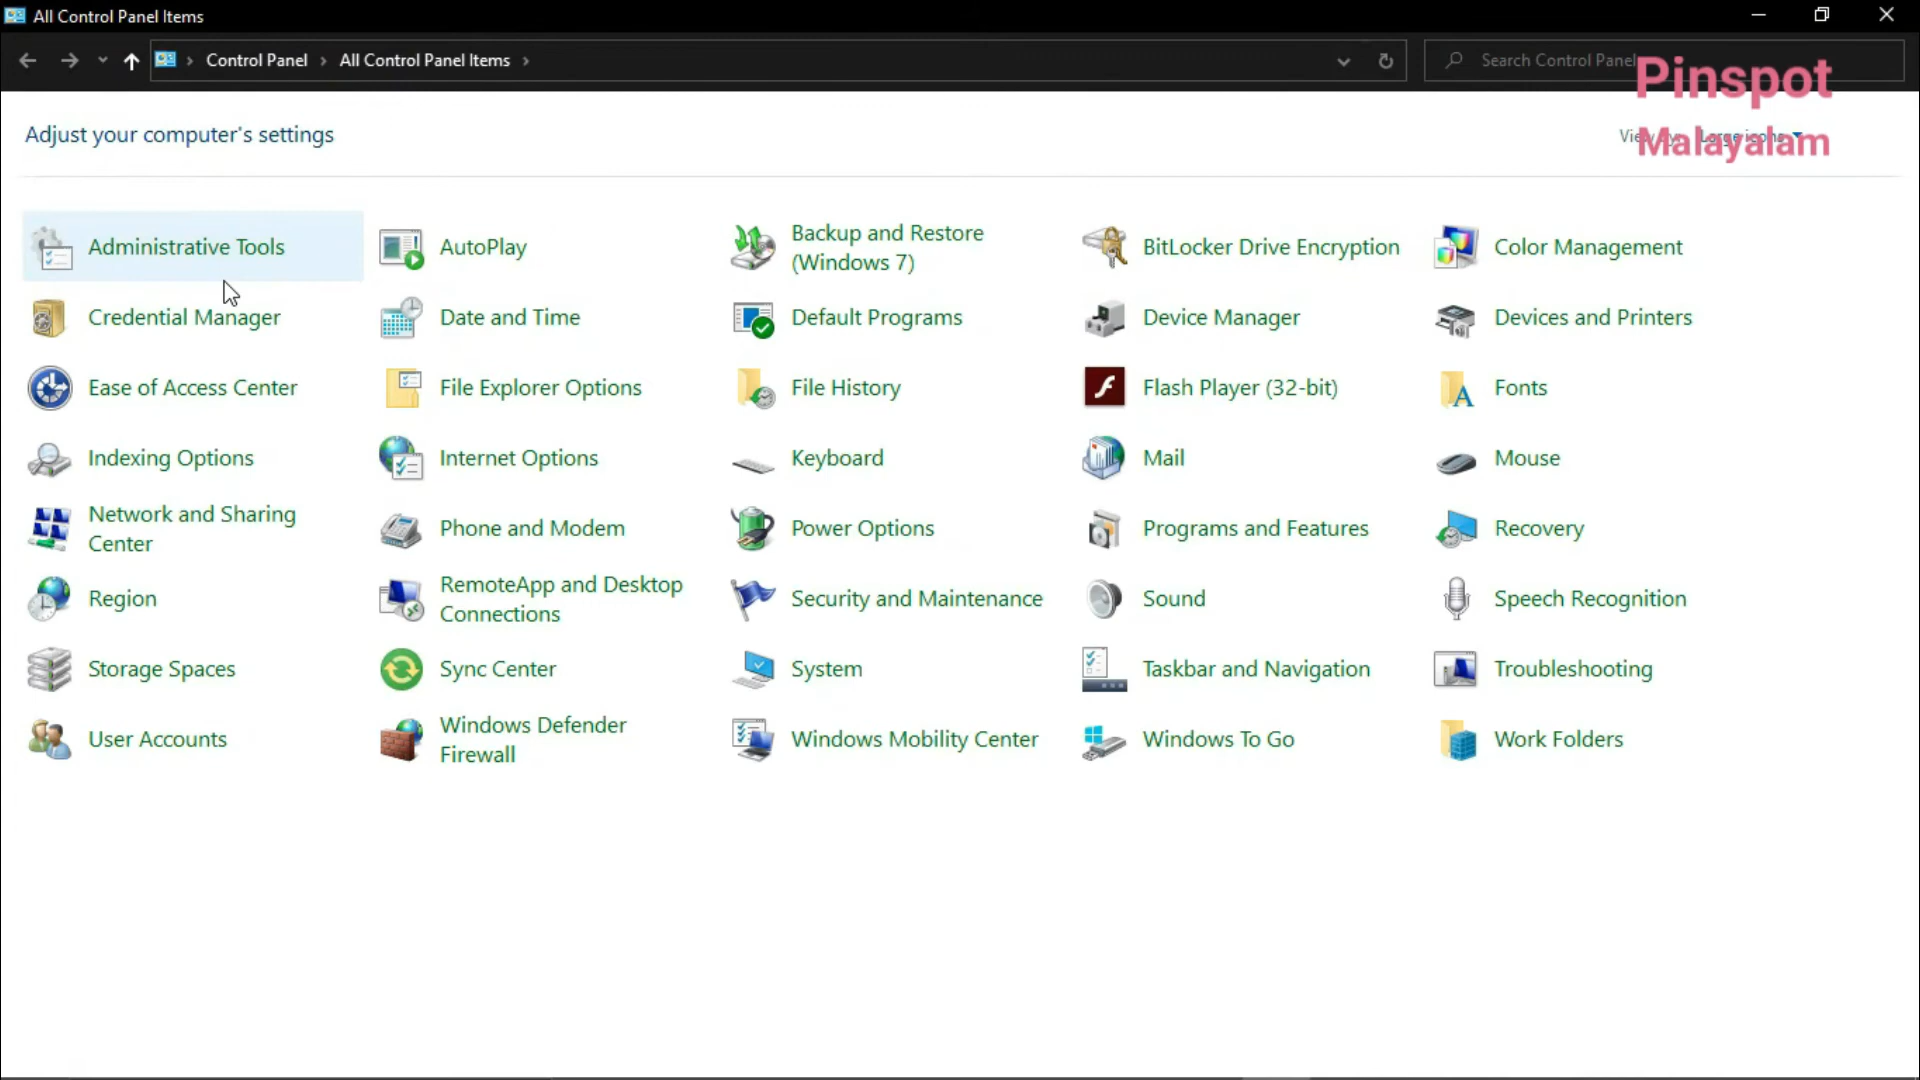 All Control Panel Items
Control Panel
All Control Panel Items
Search Control Panel
Pinspot
Malayalam
Adjust your computer's settings
Administrative Tools
AutoPlay
Backup and Restore
(Windows 7)
BitLocker Drive Encryption
Color Management
Credential Manager
Date and Time
Default Programs
Device Manager
Devices and Printers
Ease of Access Center
File Explorer Options
File History
Flash Player (32-bit)
Fonts
Indexing Options
Internet Options
Keyboard
Mail
Mouse
Network and Sharing
Center
Phone and Modem
Power Options
Programs and Features
Recovery
Region
RemoteApp and Desktop
Connections
Security and Maintenance
Sound
Speech Recognition
Storage Spaces
Sync Center
System
Taskbar and Navigation
Troubleshooting
User Accounts
Windows Defender
Firewall
Windows Mobility Center
Windows To Go
Work Folders